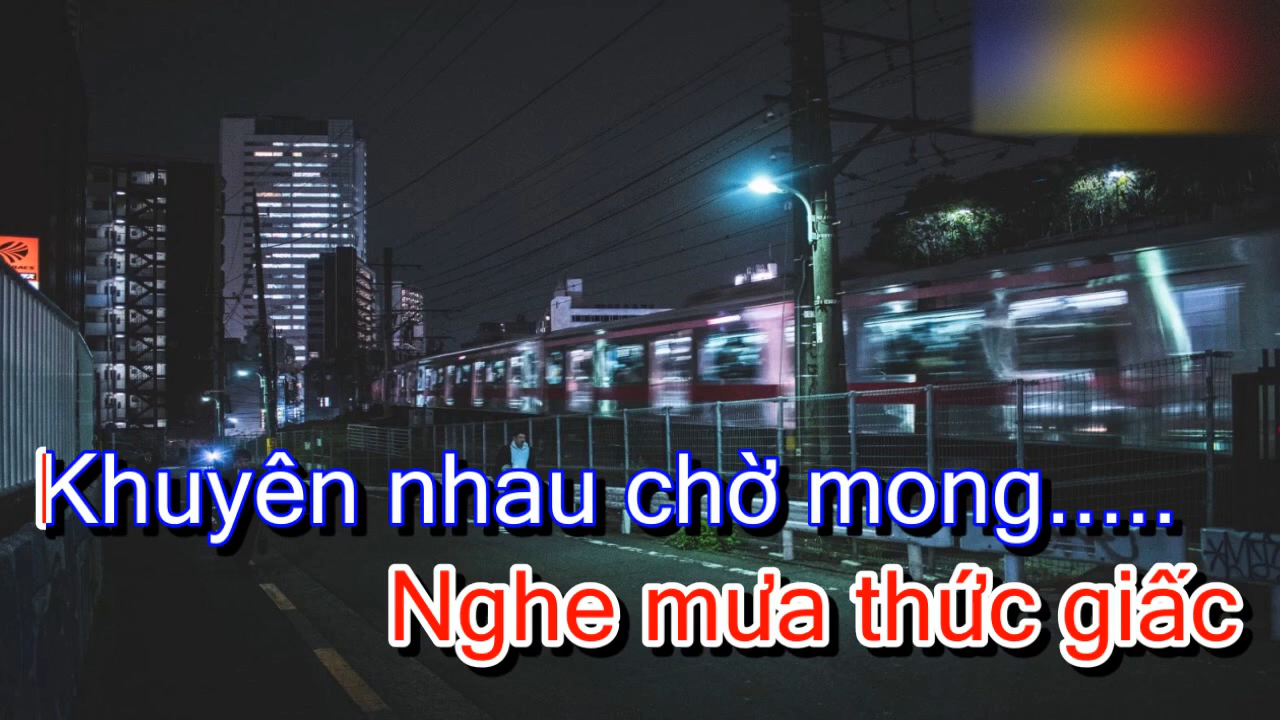 Khuyên nhau chờ mong.....
Nghe mưa thức giấc